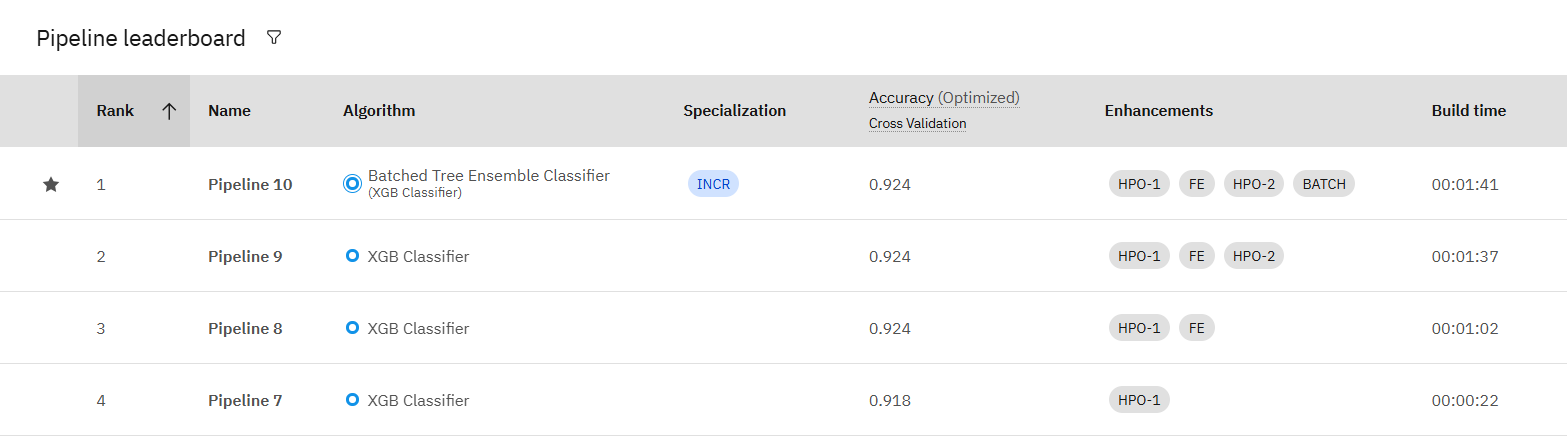 Pipeline leaderboard
Rank Name Algorithm Specialization Accuracy (Optimized) Enhancements Build time
Cross Validation
1 Pipeline 10 Batched Tree Ensemble Classifier INCR 0.924 HPO-1 FE HPO-2 BATCH 00:01:41
(XGB Classifier)
2 Pipeline 9 XGB Classifier 0.924 HPO-1 FE HPO-2 00:01:37
3 Pipeline 8 XGB Classifier 0.924 HPO-1 FE 00:01:02
4 Pipeline 7 XGB Classifier 0.918 HPO-1 00:00:22